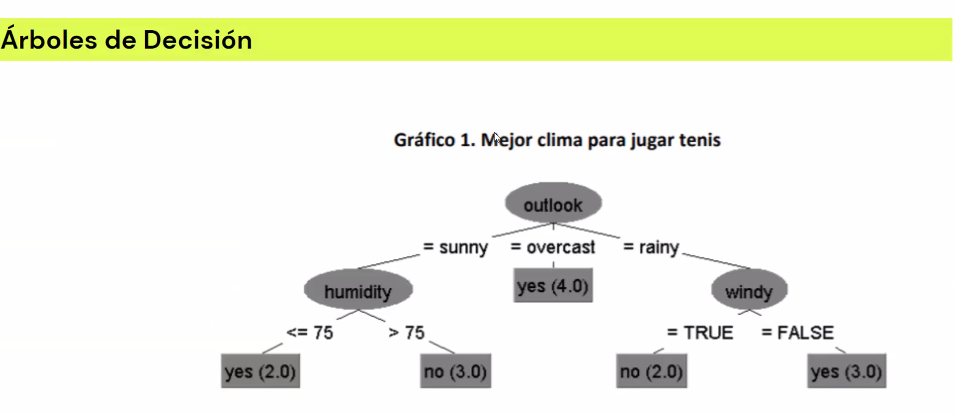 Árboles de Decisión
Gráfico 1. Mejor clima para jugar tenis
outlook
= sunny = overcast = rainy
humidity yes (4.0) windy
<= 75 > 75 = TRUE = FALSE
yes (2.0) no (3.0) no (2.0) yes (3.0)